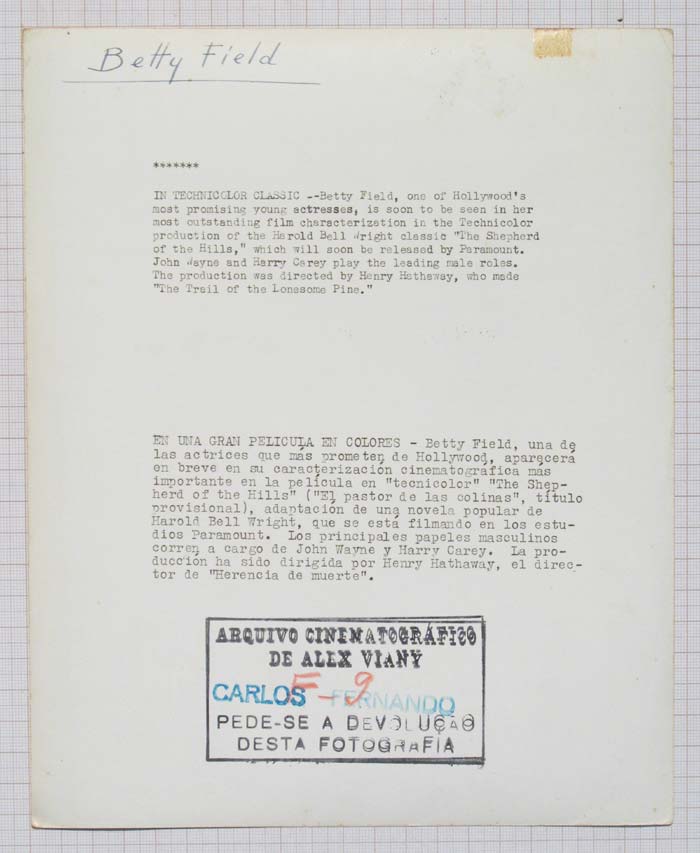 Betty Field
*******
IN TECHNICOLOR CLASSIC --Betty Field, one of Hollywood's
most promising young actresses, is soon to be seen in her
most outstanding film characterization in the Technicolor
production of the Harold Bell Wright classic "The Shepherd
of the Hills," which will soon be released by Paramount.
John Wayne and Harry Carey play the leading male roles.
The production was directed by Henry Hathaway, who made
"The Trail of the Lonesome Pine."
EN UNA GRAN PELICULA EN COLORES - Betty Field, una de
las actrices que más prometen de Hollywood, aparecerá
en breve en su caracterización cinematográfica más
importante en la película en "tecnicolor" "The Shep-
herd of the Hills" ("El pastor de las colinas", título
provisional), adaptación de una novela popular de
Harold Bell Wright, que se está filmando en los estu-
dios Paramount. Los principales papeles masculinos
corren a cargo de John Wayne y Harry Carey. La pro-
ducción ha sido dirigida por Henry Hathaway, el direc-
tor de "Herencia de muerte".
ARQUIVO CINEMATOGRÁFICO
DE ALEX VIANY
F-9
CARLOS FERNANDO
PEDE-SE A DEVOLUÇÃO
DESTA FOTOGRAFIA